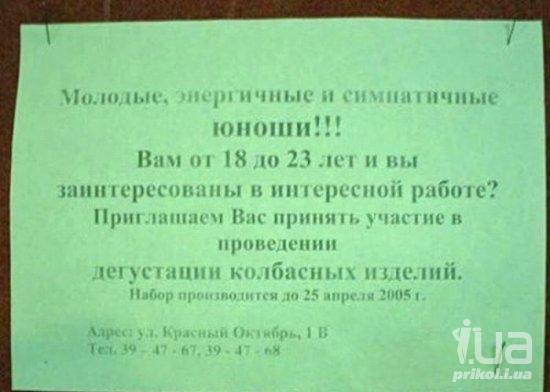 Молодые, энергичные и симпатичные
юноши!!!
Вам от 18 до 23 лет и вы
заинтересованы в интересной работе?
Приглашаем Вас принять участие в
проведении
дегустации колбасных изделий.
Набор производится до 25 апреля 2005 г.
Адрес: ул. Красный Октябрь, 1 В
Тел. 39 – 47 - 67, 39 - 47 - 68
i.ua
prikol.i.ua